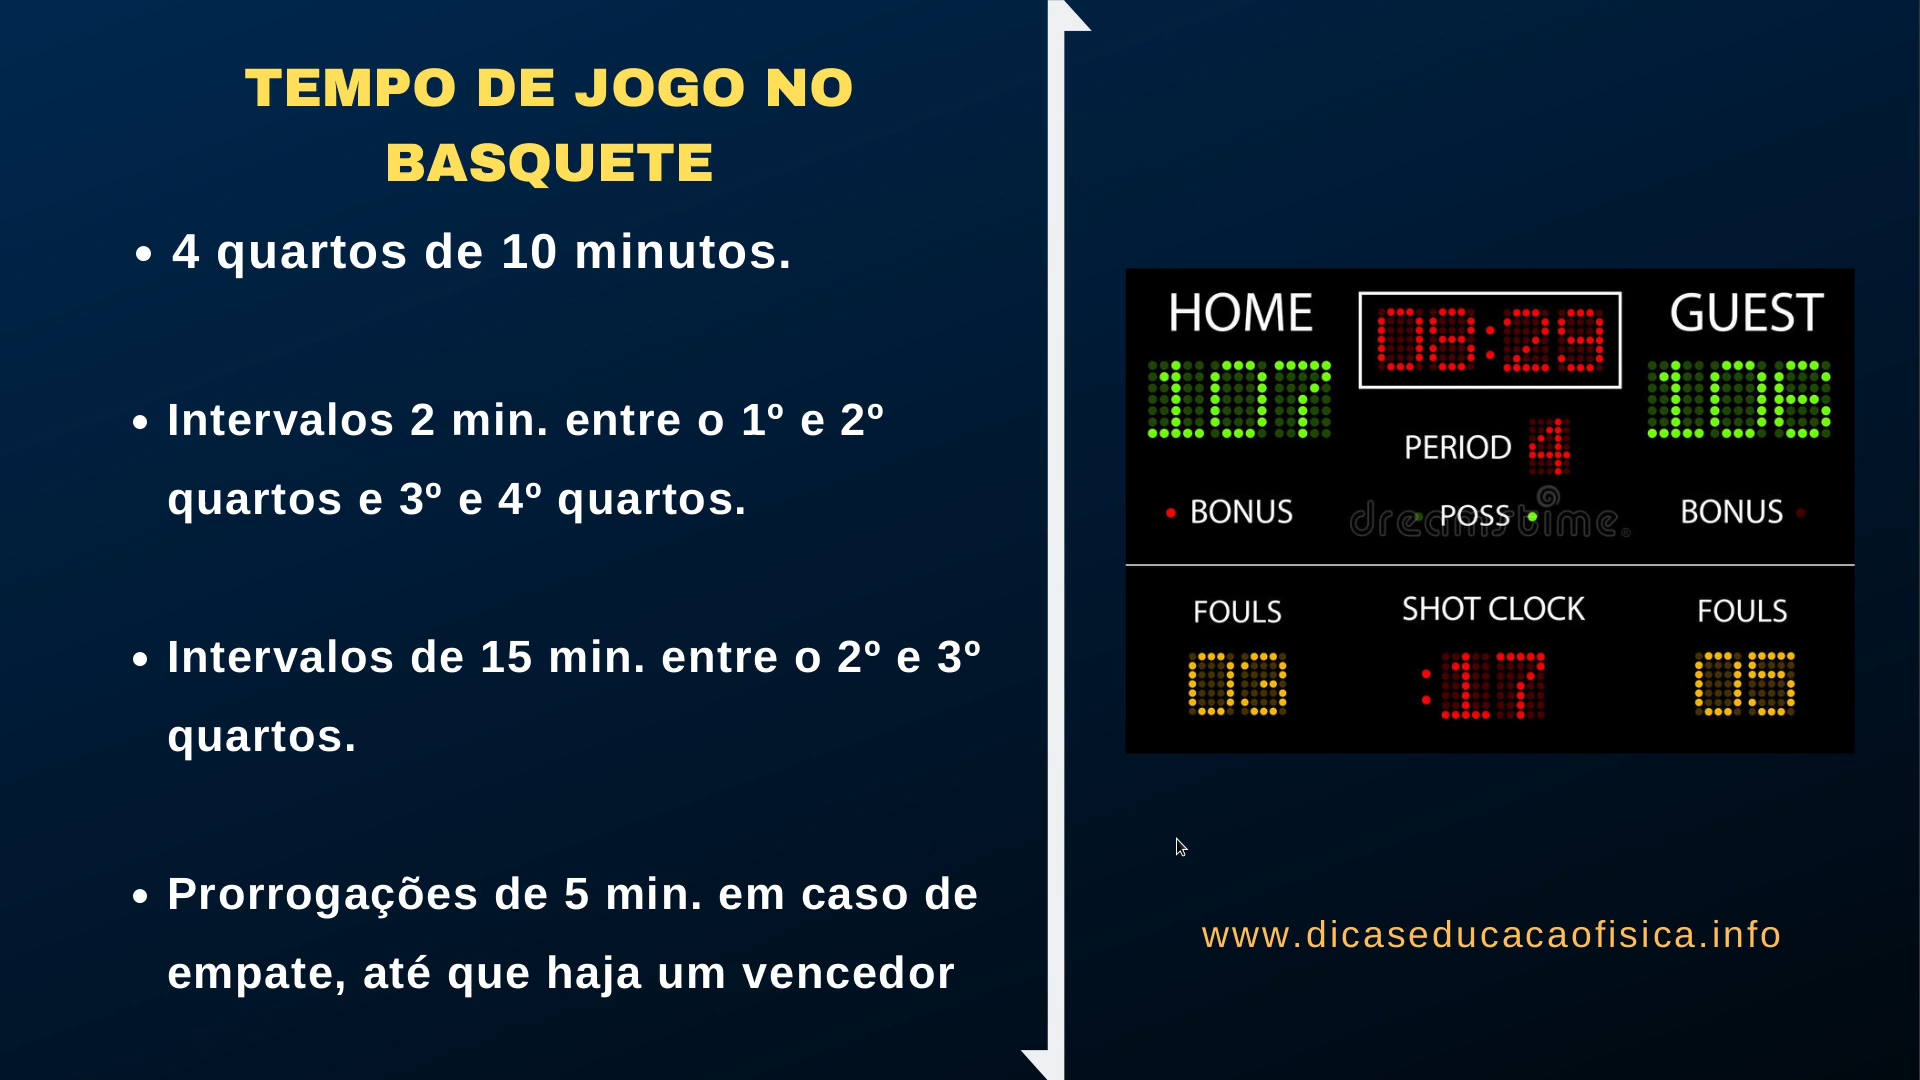 TEMPO DE JOGO NO
BASQUETE
• 4 quartos de 10 minutos.
• Intervalos 2 min. entre o 1º e 2º
quartos e 3º e 4º quartos.
• Intervalos de 15 min. entre o 2º e 3º
quartos.
• Prorrogações de 5 min. em caso de
empate, até que haja um vencedor
HOME 08:29 GUEST
107 106
PERIOD 4
BONUS POSS BONUS
dreamstime®
FOULS SHOT CLOCK FOULS
03 :17 05
www.dicaseducacaofisica.info